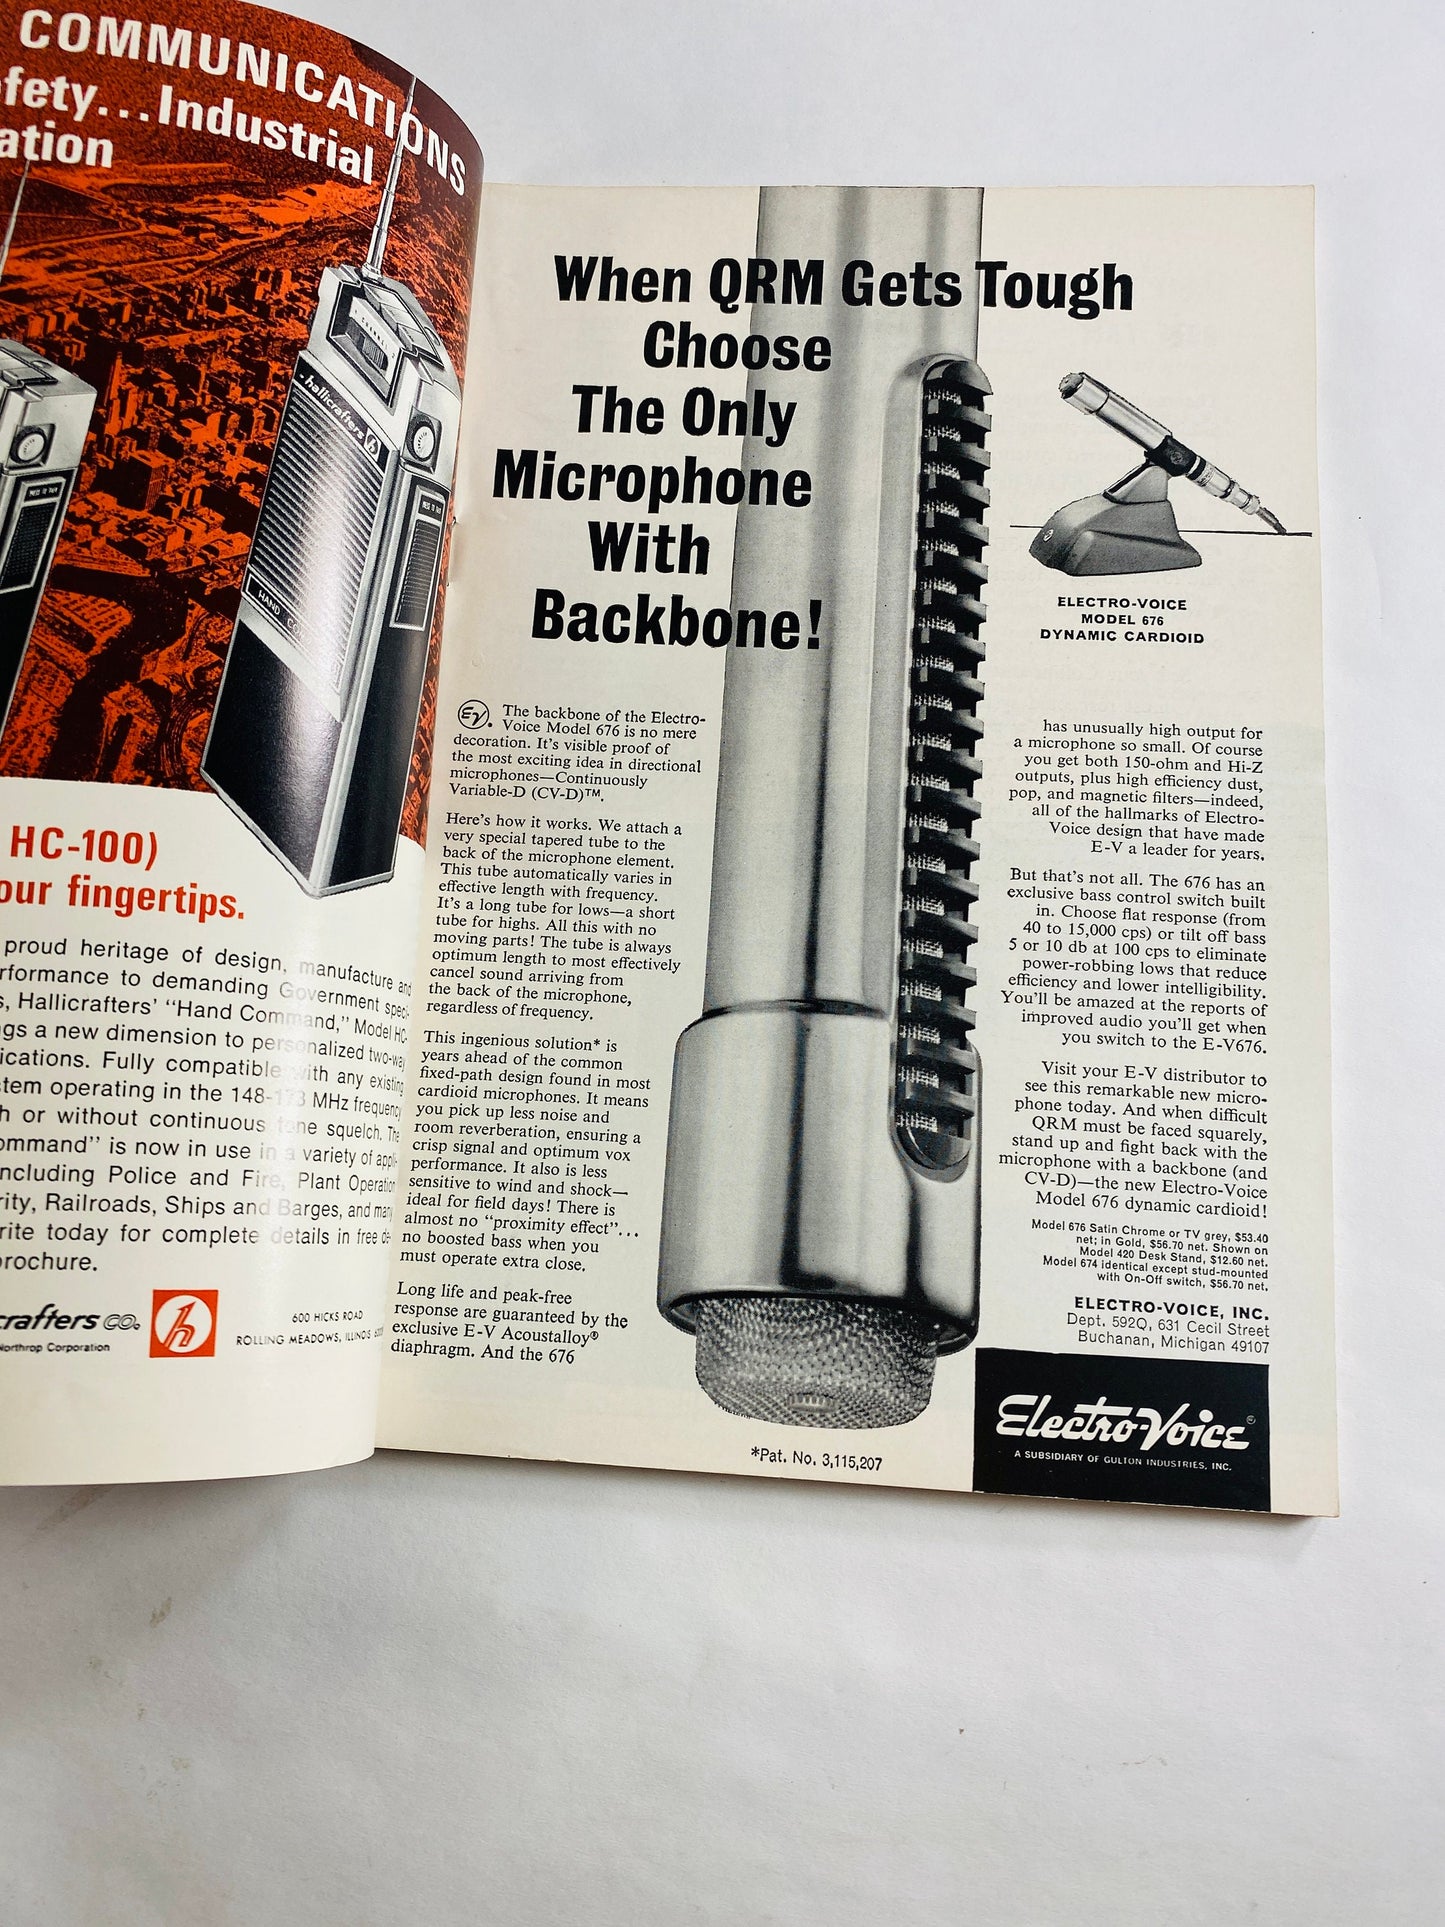 COMMUNICATIONS
fety...Industrial
ation
CHANNEL
hallicrafters h
PRESS TO TALK
PRESS TO TALK
HAND
HC-100)
our fingertips.
proud heritage of design, manufacture and
rformance to demanding Government speci-
s, Hallicrafters' "Hand Command," Model HC-
ngs a new dimension to personalized two-way
ications. Fully compatible with any existing
tem operating in the 148-173 MHz frequency
h or without continuous tone squelch. The
ommand" is now in use in a variety of appli-
ncluding Police and Fire, Plant Operation
rity, Railroads, Ships and Barges, and many
rite today for complete details in free de-
rochure.
crafters co.
Northrop Corporation
h
600 HICKS ROAD
ROLLING MEADOWS, ILLINOIS
When QRM Gets Tough
Choose
The Only
Microphone
With
Backbone!
ELECTRO-VOICE
MODEL 676
DYNAMIC CARDIOID
EV. The backbone of the Electro-
Voice Model 676 is no mere
decoration. It's visible proof of
the most exciting idea in directional
microphones—Continuously
Variable-D (CV-D)™.
Here's how it works. We attach a
very special tapered tube to the
back of the microphone element.
This tube automatically varies in
effective length with frequency.
It's a long tube for lows—a short
tube for highs. All this with no
moving parts! The tube is always
optimum length to most effectively
cancel sound arriving from
the back of the microphone,
regardless of frequency.
This ingenious solution* is
years ahead of the common
fixed-path design found in most
cardioid microphones. It means
you pick up less noise and
room reverberation, ensuring a
crisp signal and optimum vox
performance. It also is less
sensitive to wind and shock—
ideal for field days! There is
almost no "proximity effect"...
no boosted bass when you
must operate extra close.
Long life and peak-free
response are guaranteed by the
exclusive E-V Acoustalloy®
diaphragm. And the 676
has unusually high output for
a microphone so small. Of course
you get both 150-ohm and Hi-Z
outputs, plus high efficiency dust,
pop, and magnetic filters—indeed,
all of the hallmarks of Electro-
Voice design that have made
E-V a leader for years.
But that's not all. The 676 has an
exclusive bass control switch built
in. Choose flat response (from
40 to 15,000 cps) or tilt off bass
5 or 10 db at 100 cps to eliminate
power-robbing lows that reduce
efficiency and lower intelligibility.
You'll be amazed at the reports of
improved audio you'll get when
you switch to the E-V676.
Visit your E-V distributor to
see this remarkable new micro-
phone today. And when difficult
QRM must be faced squarely,
stand up and fight back with the
microphone with a backbone (and
CV-D)—the new Electro-Voice
Model 676 dynamic cardioid!
Model 676 Satin Chrome or TV grey, $53.40
net; in Gold, $56.70 net. Shown on
Model 420 Desk Stand, $12.60 net.
Model 674 identical except stud-mounted
with On-Off switch, $56.70 net.
ELECTRO-VOICE, INC.
Dept. 592Q, 631 Cecil Street
Buchanan, Michigan 49107
Electro-Voice®
A SUBSIDIARY OF GULTON INDUSTRIES, INC.
*Pat. No. 3,115,207